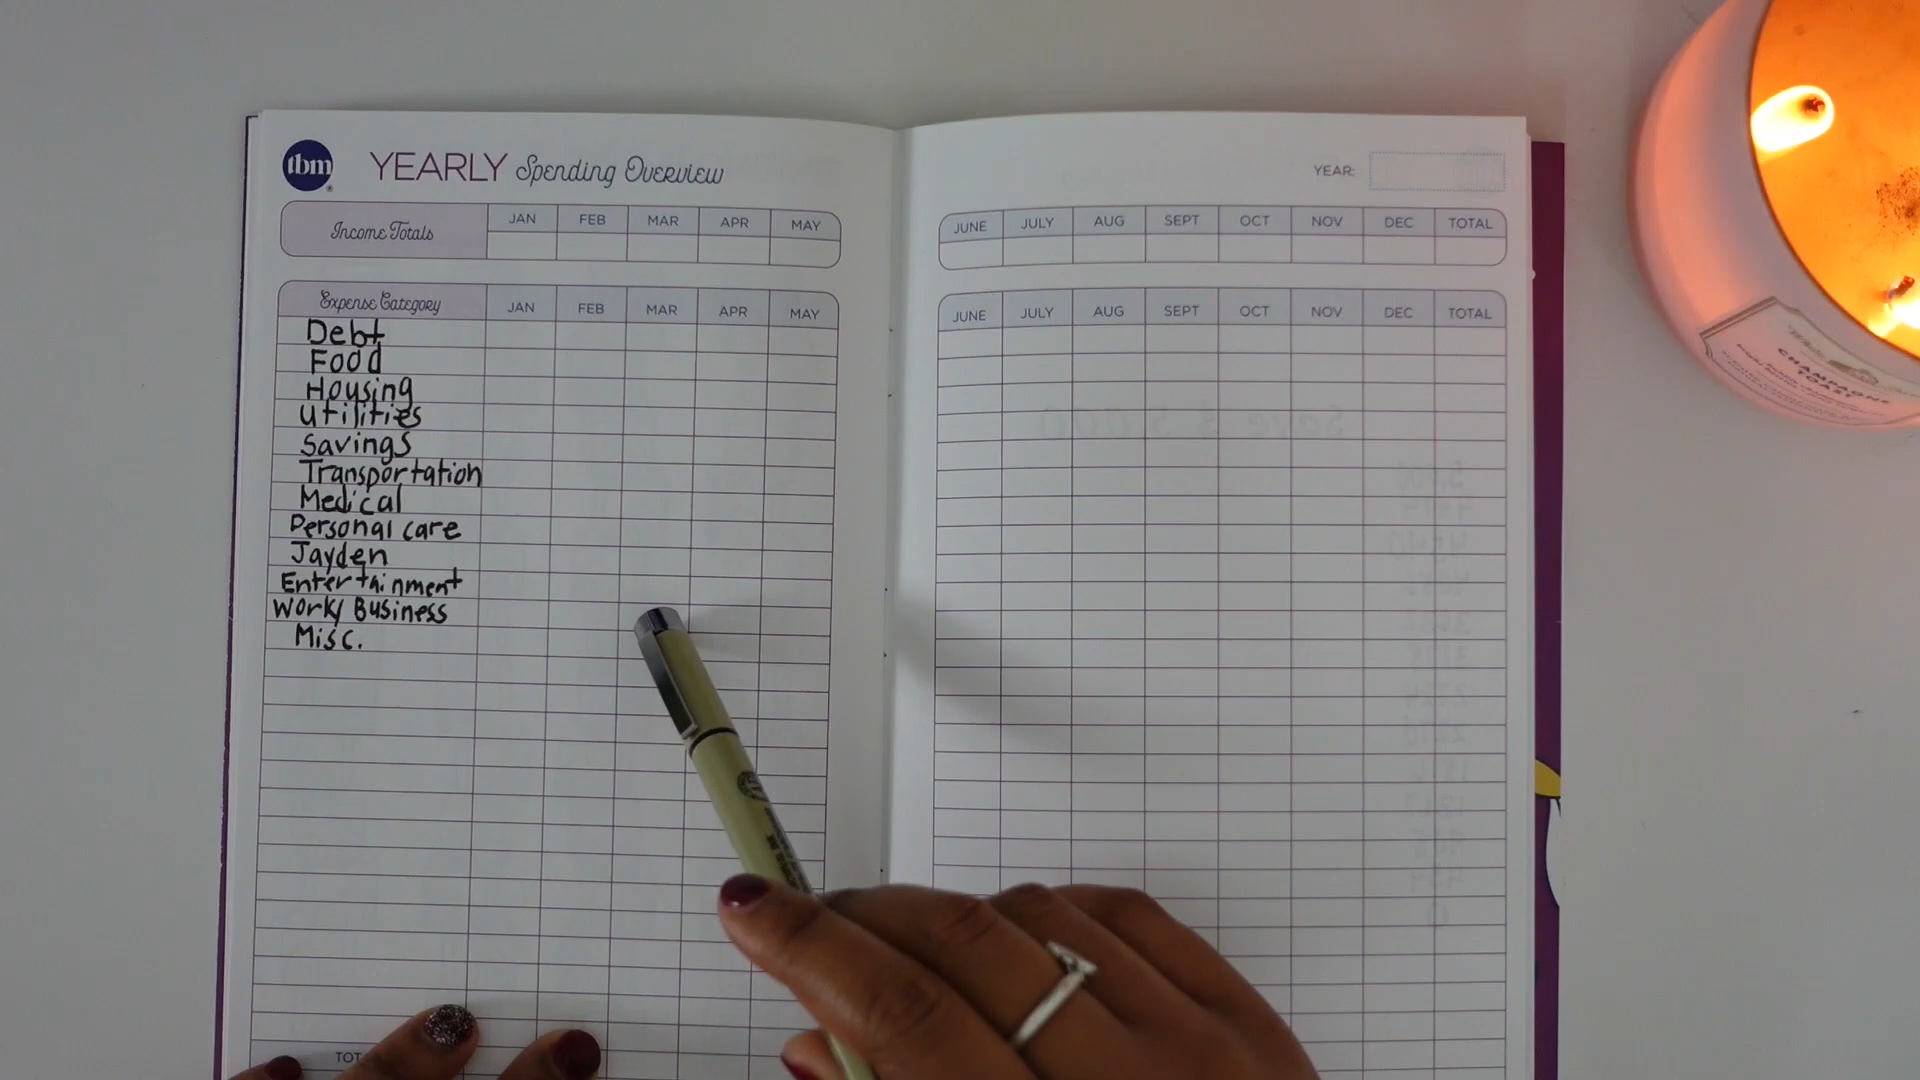 tbm
YEARLY Spending Overview
YEAR:
Income Totals JAN FEB MAR APR MAY
JUNE JULY AUG SEPT OCT NOV DEC TOTAL
Expense Category JAN FEB MAR APR MAY
JUNE JULY AUG SEPT OCT NOV DEC TOTAL
Debt
Food
Housing
Utilities
Savings
Transportation
Medical
Personal care
Jayden
Entertainment
Work/Business
Misc.
CHAMPAGNE
TOAST